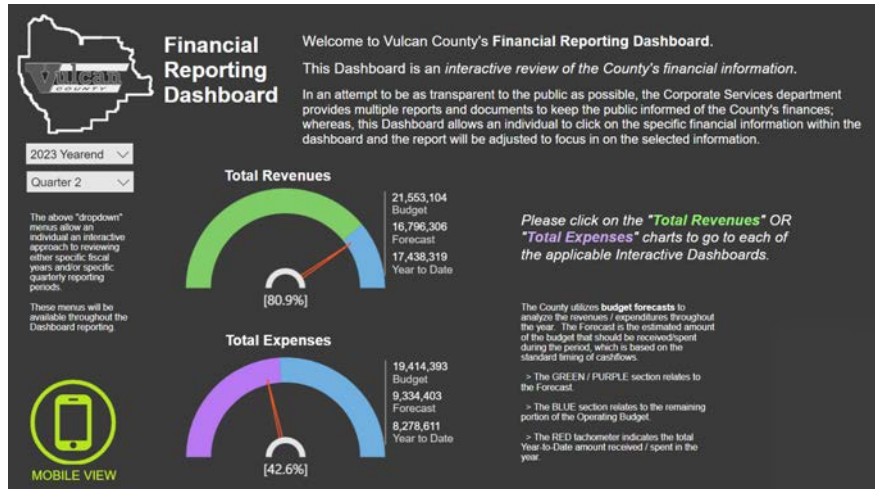 Vulcan
COUNTY
Financial
Reporting
Dashboard
Welcome to Vulcan County's Financial Reporting Dashboard.
This Dashboard is an interactive review of the County's financial information.
In an attempt to be as transparent to the public as possible, the Corporate Services department
provides multiple reports and documents to keep the public informed of the County's finances;
whereas, this Dashboard allows an individual to click on the specific financial information within the
dashboard and the report will be adjusted to focus in on the selected information.
2023 Yearend
Quarter 2
The above "dropdown"
menus allow an
individual an interactive
approach to reviewing
either specific fiscal
years and/or specific
quarterly reporting
periods.
These menus will be
available throughout the
Dashboard reporting.
Total Revenues
21,553,104
Budget
16,796,306
Forecast
17,438,319
Year to Date
[80.9%]
Total Expenses
19,414,393
Budget
9,334,403
Forecast
8,278,611
Year to Date
[42.6%]
Please click on the "Total Revenues" OR
"Total Expenses" charts to go to each of
the applicable Interactive Dashboards.
The County utilizes budget forecasts to
analyze the revenues / expenditures throughout
the year. The Forecast is the estimated amount
of the budget that should be received/spent
during the period, which is based on the
standard timing of cashflows.
> The GREEN / PURPLE section relates to
the Forecast.
> The BLUE section relates to the remaining
portion of the Operating Budget.
> The RED tachometer indicates the total
Year-to-Date amount received / spent in the
year.
MOBILE VIEW